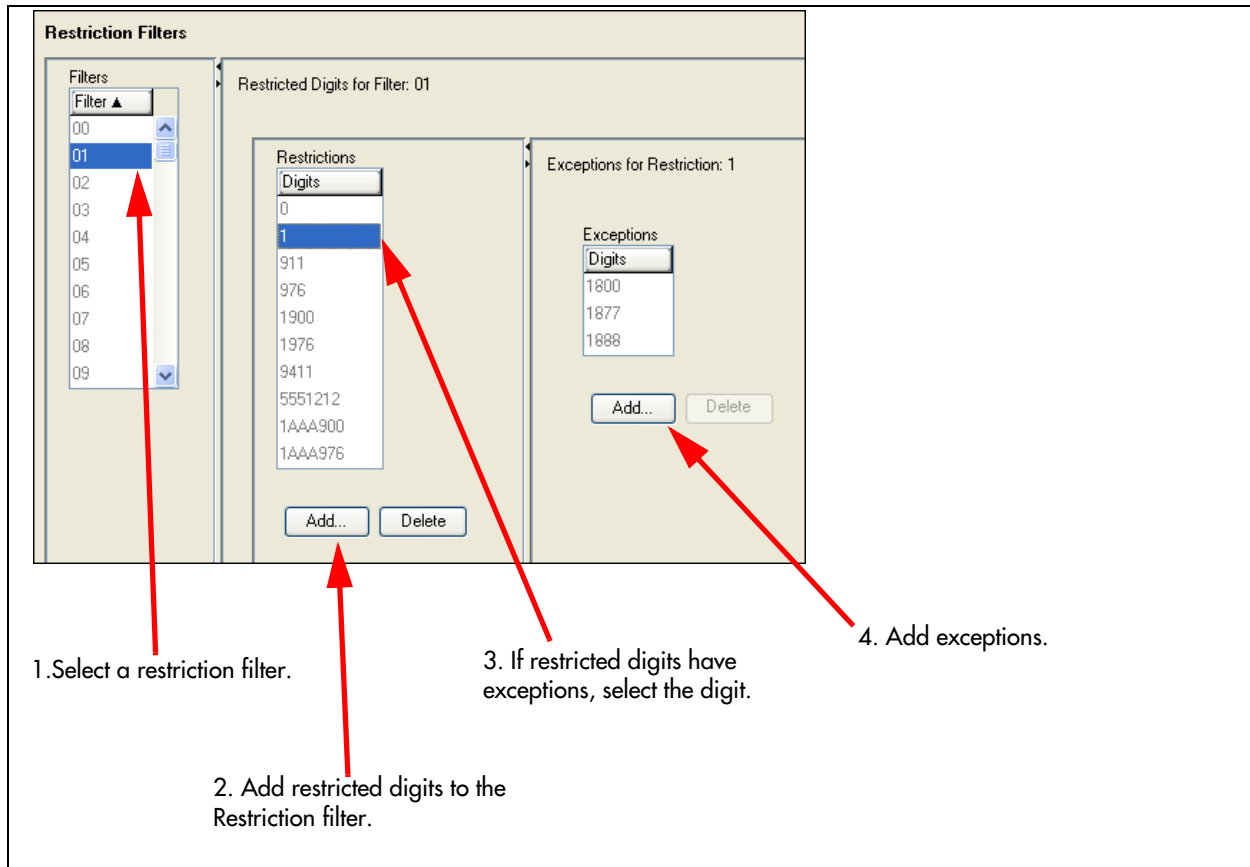 Restriction Filters
Filters
Filter ▲
00
01
02
03
04
05
06
07
08
09
Restricted Digits for Filter: 01
Restrictions
Digits
0
1
911
976
1900
1976
9411
5551212
1AAA900
1AAA976
Add...
Delete
Exceptions for Restriction: 1
Exceptions
Digits
1800
1877
1888
Add...
Delete
1.Select a restriction filter.
2. Add restricted digits to the
Restriction filter.
3. If restricted digits have
exceptions, select the digit.
4. Add exceptions.